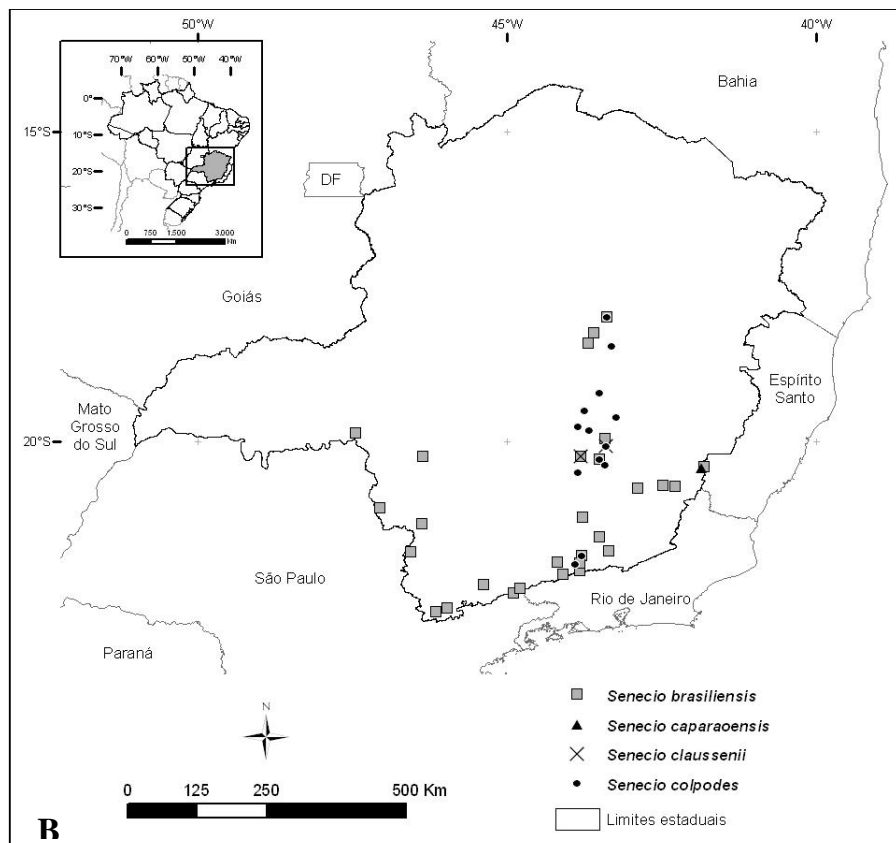 50°W 45°W 40°W
70°W 60°W 50°W 40°W
0°
10°S
20°S
30°S
0 750 1.500 3.000
Km
Bahia
15°S
DF
Goiás
Mato
Grosso
do Sul
Espírito
Santo
20°S
São Paulo
Rio de Janeiro
Paraná
N
0 125 250 500 Km
Senecio brasiliensis
Senecio caparaoensis
Senecio claussenii
Senecio colpodes
Limites estaduais
B